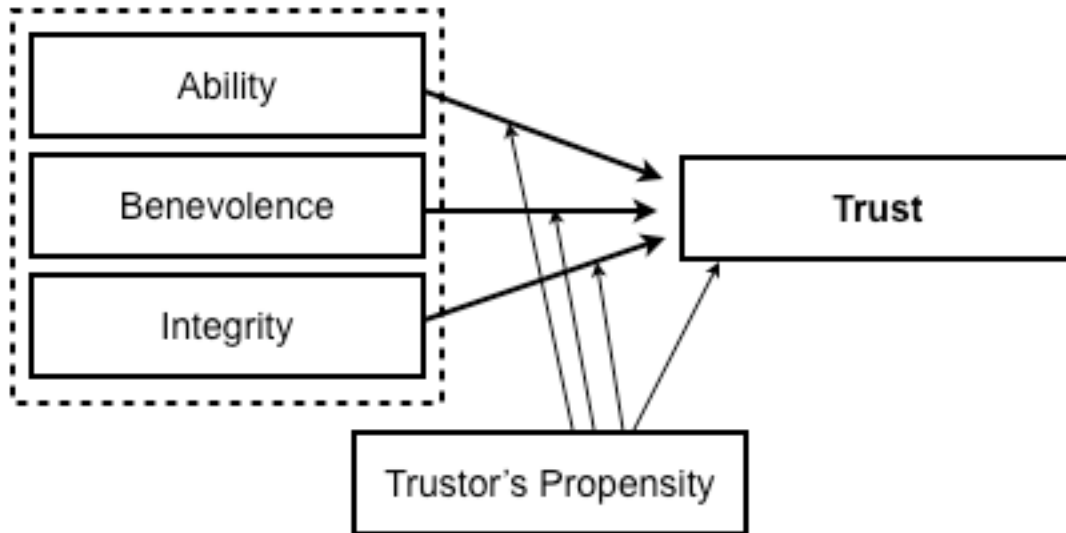 Ability
Benevolence
Trust
Integrity
Trustor's Propensity